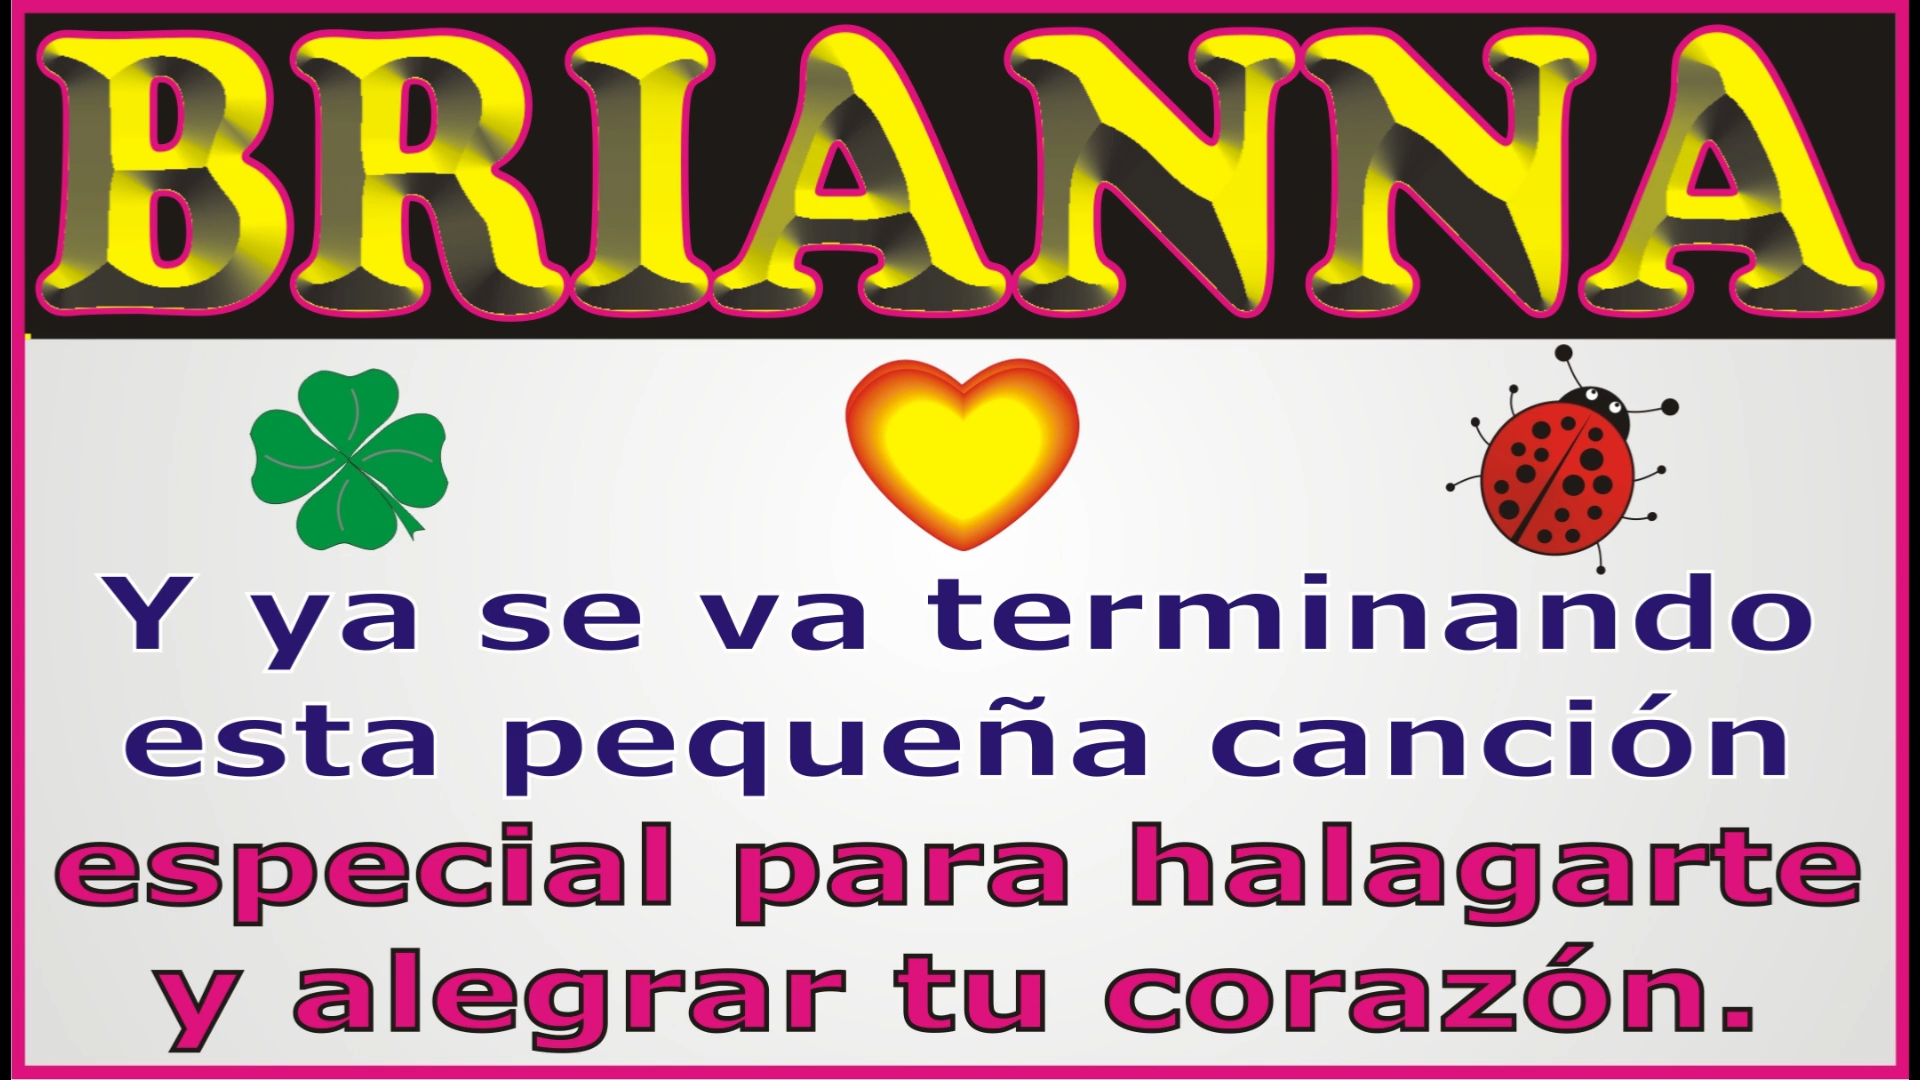 BRIANNA
Y ya se va terminando
esta pequeña canción
especial para halagarte
y alegrar tu corazón.